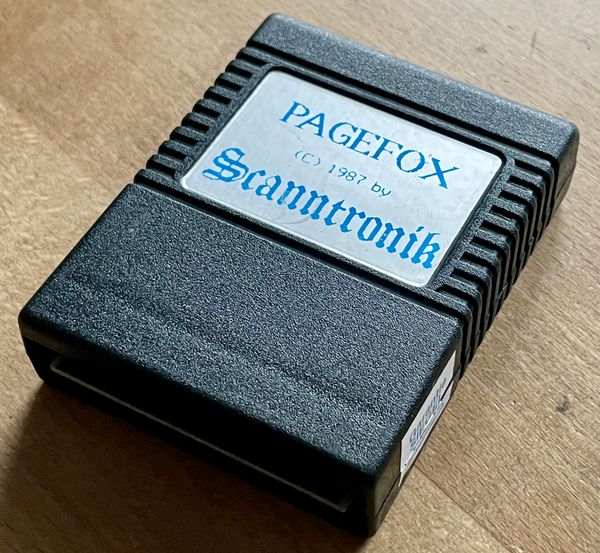 PAGEFOX
(C) 1987 by
Scanntronik